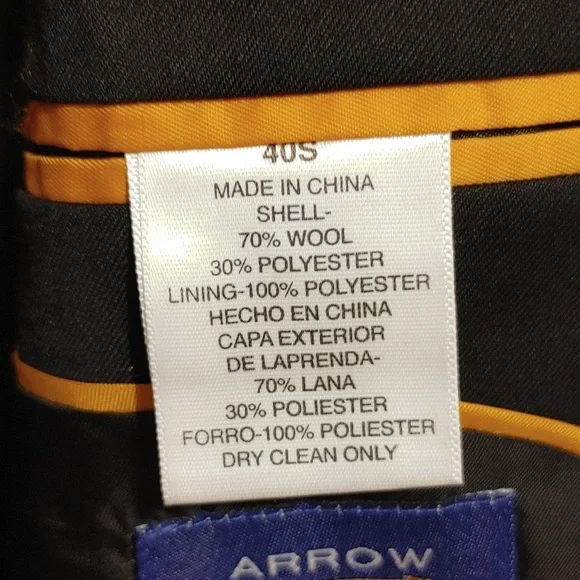 40S
MADE IN CHINA
SHELL-
70% WOOL
30% POLYESTER
LINING-100% POLYESTER
HECHO EN CHINA
CAPA EXTERIOR
DE LAPRENDA-
70% LANA
30% POLIESTER
FORRO-100% POLIESTER
DRY CLEAN ONLY
ARROW